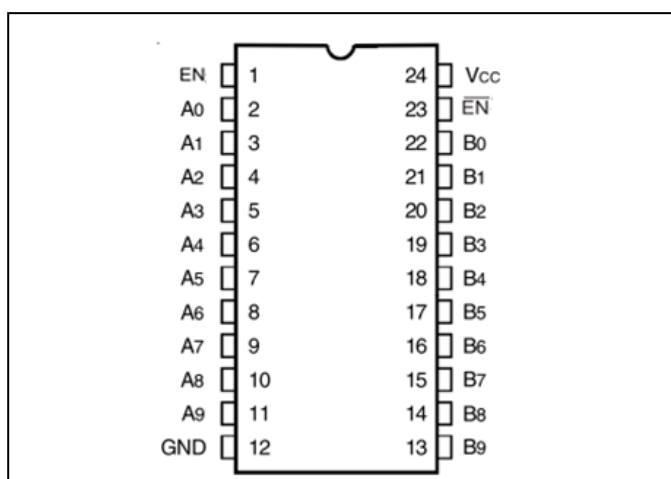 EN 1 24 Vcc
A0 2 23 E̅N̅
A1 3 22 B0
A2 4 21 B1
A3 5 20 B2
A4 6 19 B3
A5 7 18 B4
A6 8 17 B5
A7 9 16 B6
A8 10 15 B7
A9 11 14 B8
GND 12 13 B9